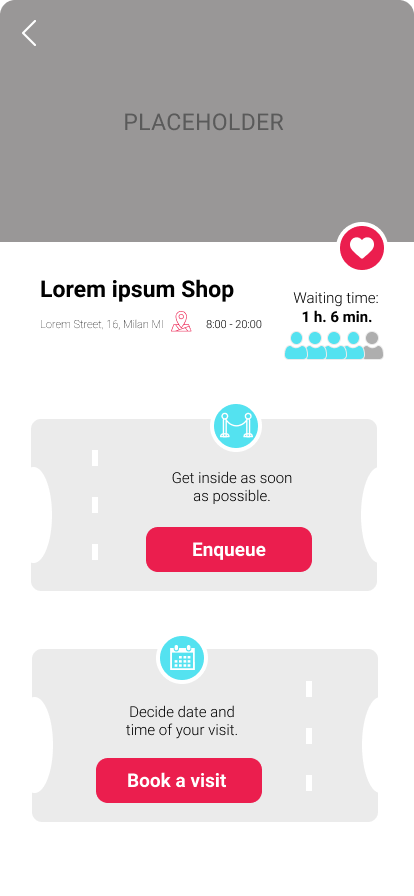 PLACEHOLDER
Lorem ipsum Shop
Lorem Street, 16, Milan MI
8:00 - 20:00
Waiting time:
1 h. 6 min.
Get inside as soon
as possible.
Enqueue
Decide date and
time of your visit.
Book a visit